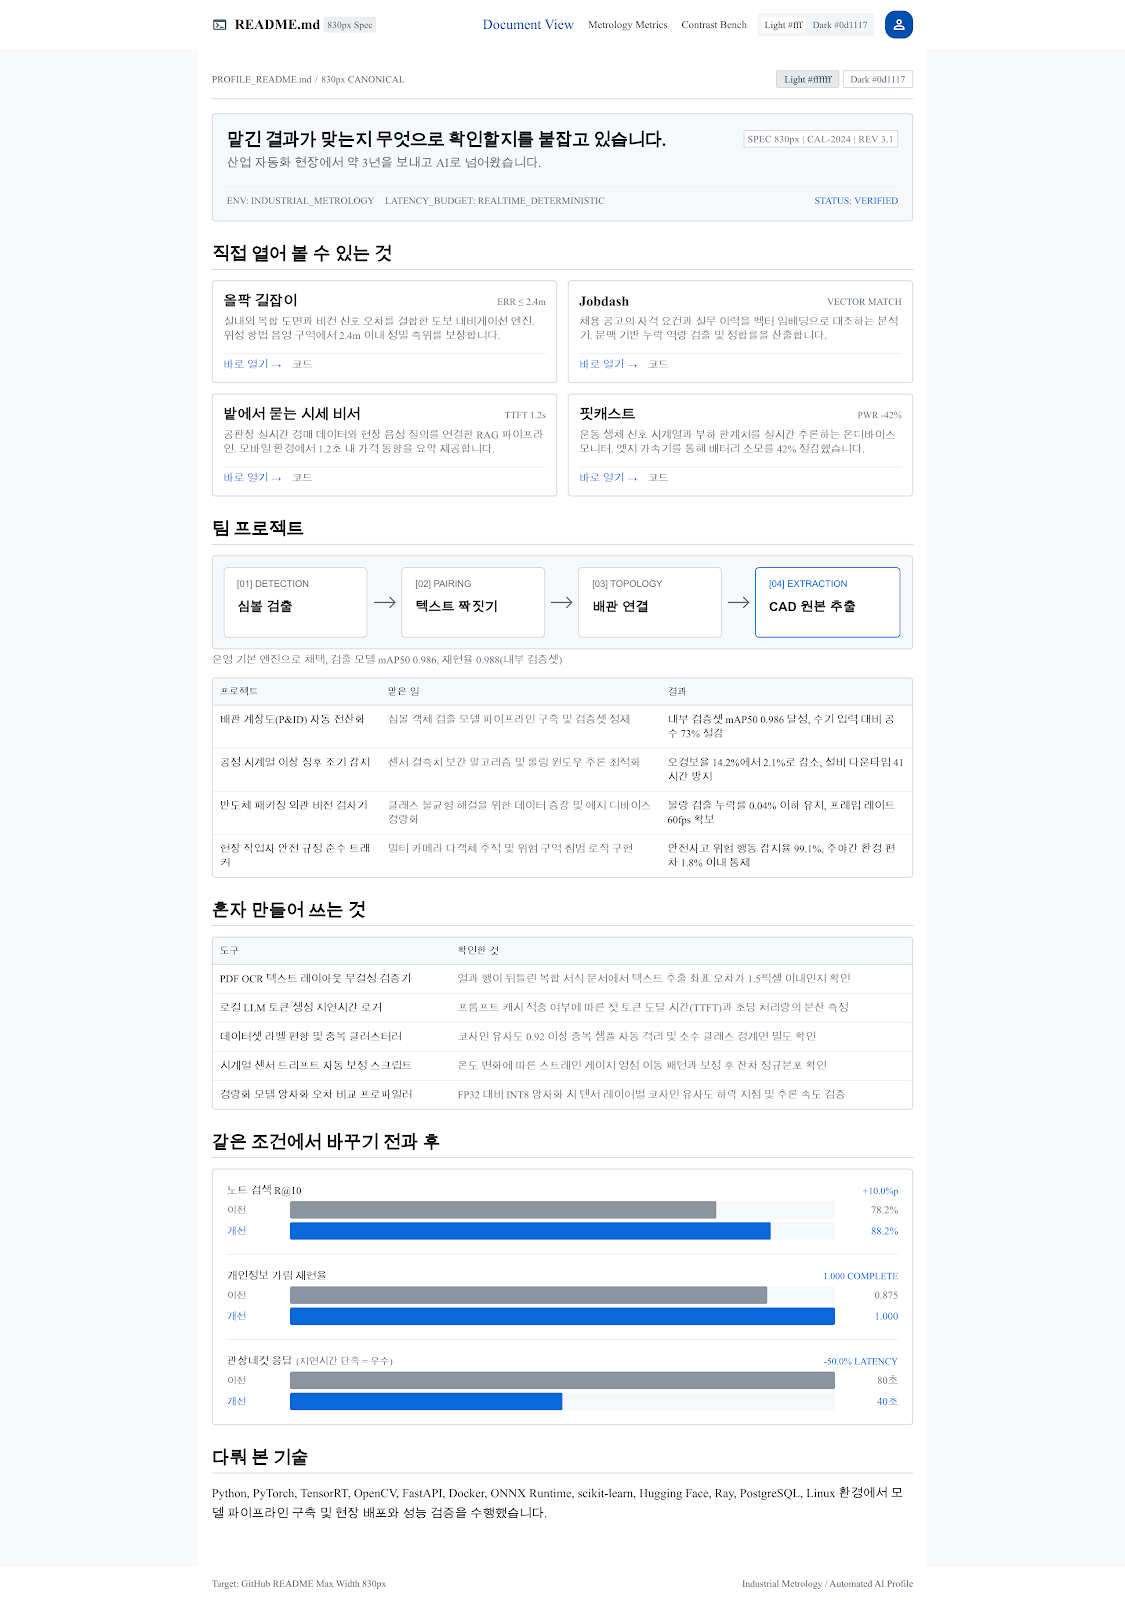 README.md 830px Spec Document View Metrology Metrics Contrast Bench Light #fff Dark #0d1117
PROFILE_README.md / 830px CANONICAL Light #ffffff Dark #0d1117
맡긴 결과가 맞는지 무엇으로 확인할지를 붙잡고 있습니다.
SPEC 830px | CAL-2024 | REV 3.1
산업 자동화 현장에서 약 3년을 보내고 AI로 넘어왔습니다.
ENV: INDUSTRIAL_METROLOGY LATENCY_BUDGET: REALTIME_DETERMINISTIC STATUS: VERIFIED
직접 열어 볼 수 있는 것
올팍 길잡이 ERR ≤ 2.4m
실내외 복합 도면과 비컨 신호 오차를 결합한 도보 내비게이션 엔진.
위성 항법 음영 구역에서 2.4m 이내 정밀 측위를 보장합니다.
바로 열기 → 코드
Jobdash VECTOR MATCH
채용 공고의 자격 요건과 실무 이력을 벡터 임베딩으로 대조하는 분석
기. 문맥 기반 누락 역량 검출 및 정합률을 산출합니다.
바로 열기 → 코드
밭에서 묻는 시세 비서 TTFT 1.2s
공판장 실시간 경매 데이터와 현장 음성 질의를 연결한 RAG 파이프라
인. 모바일 환경에서 1.2초 내 가격 동향을 요약 제공합니다.
바로 열기 → 코드
핏캐스트 PWR -42%
운동 생체 신호 시계열과 부하 한계치를 실시간 추론하는 온디바이스
모니터. 엣지 가속기를 통해 배터리 소모를 42% 절감했습니다.
바로 열기 → 코드
팀 프로젝트
[01] DETECTION
심볼 검출
[02] PAIRING
텍스트 짝짓기
[03] TOPOLOGY
배관 연결
[04] EXTRACTION
CAD 원본 추출
운영 기본 엔진으로 채택, 검출 모델 mAP50 0.986, 재현율 0.988(내부 검증셋)
프로젝트 맡은 일 결과
배관 계장도(P&ID) 자동 전산화 심볼 객체 검출 모델 파이프라인 구축 및 검증셋 정제 내부 검증셋 mAP50 0.986 달성, 수기 입력 대비 공
수 73% 절감
공정 시계열 이상 징후 조기 감지 센서 결측치 보간 알고리즘 및 롤링 윈도우 추론 최적화 오경보율 14.2%에서 2.1%로 감소, 설비 다운타임 41
시간 방지
반도체 패키징 외관 비전 검사기 클래스 불균형 해결을 위한 데이터 증강 및 에지 디바이스
경량화
불량 검출 누락률 0.04% 이하 유지, 프레임 레이트
60fps 확보
현장 작업자 안전 규정 준수 트래
커
멀티 카메라 다객체 추적 및 위험 구역 침범 로직 구현
안전사고 위험 행동 감지율 99.1%, 주야간 환경 편
차 1.8% 이내 통제
혼자 만들어 쓰는 것
도구 확인한 것
PDF OCR 텍스트 레이아웃 무결성 검증기 열과 행이 뒤틀린 복합 서식 문서에서 텍스트 추출 좌표 오차가 1.5픽셀 이내인지 확인
로컬 LLM 토큰 생성 지연시간 로거 프롬프트 캐시 적중 여부에 따른 첫 토큰 도달 시간(TTFT)과 초당 처리량의 분산 측정
데이터셋 라벨 편향 및 중복 클러스터러 코사인 유사도 0.92 이상 중복 샘플 자동 격리 및 소수 클래스 경계면 밀도 확인
시계열 센서 드리프트 자동 보정 스크립트 온도 변화에 따른 스트레인 게이지 영점 이동 패턴과 보정 후 잔차 정규분포 확인
경량화 모델 양자화 오차 비교 프로파일러 FP32 대비 INT8 양자화 시 텐서 레이어별 코사인 유사도 하락 지점 및 추론 속도 검증
같은 조건에서 바꾸기 전과 후
노트 검색 R@10 +10.0%p
이전 78.2%
개선 88.2%
개인정보 가림 재현율 1.000 COMPLETE
이전 0.875
개선 1.000
관상네컷 응답 (지연시간 단축 = 우수) -50.0% LATENCY
이전 80초
개선 40초
다뤄 본 기술
Python, PyTorch, TensorRT, OpenCV, FastAPI, Docker, ONNX Runtime, scikit-learn, Hugging Face, Ray, PostgreSQL, Linux 환경에서 모
델 파이프라인 구축 및 현장 배포와 성능 검증을 수행했습니다.
Target: GitHub README Max Width 830px Industrial Metrology / Automated AI Profile